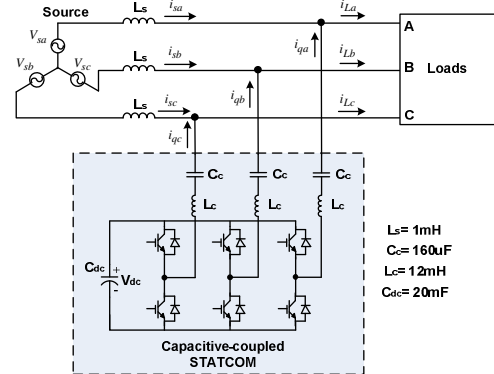 Source
Ls
isa
iLa
A
Vsa
iqa
Vsb
Vsc
Ls
isb
iqb
iLb
B
Loads
Ls
isc
iqc
iLc
C
Cc
Cc
Cc
Lc
Lc
Lc
Cdc
+
Vdc
-
Ls= 1mH
Cc= 160uF
Lc= 12mH
Cdc= 20mF
Capacitive-coupled
STATCOM